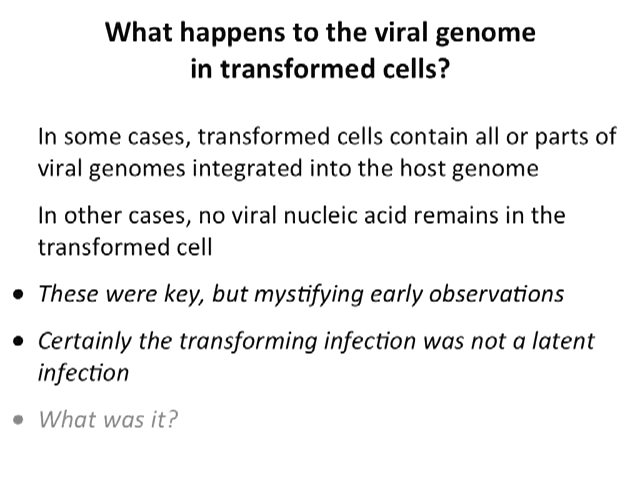 What happens to the viral genome
in transformed cells?
In some cases, transformed cells contain all or parts of
viral genomes integrated into the host genome
In other cases, no viral nucleic acid remains in the
transformed cell
• These were key, but mystifying early observations
• Certainly the transforming infection was not a latent
infection
• What was it?